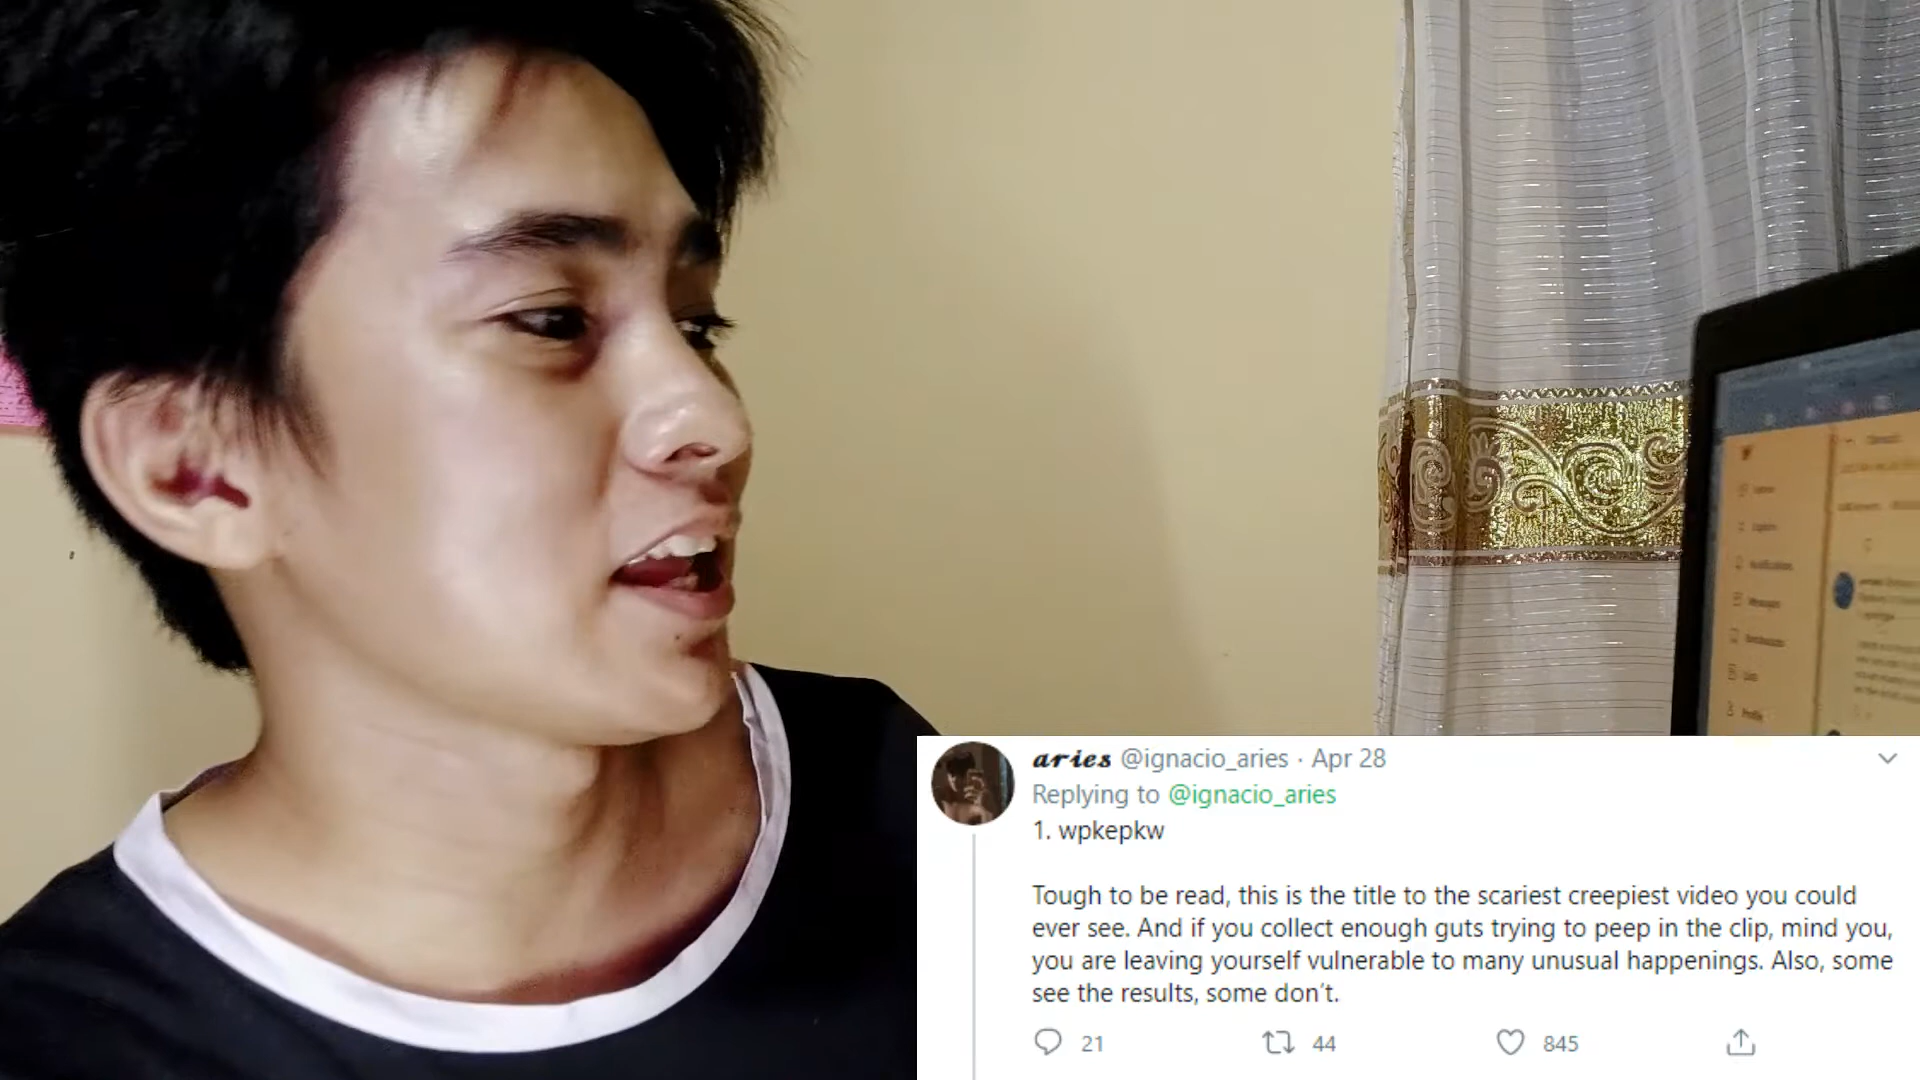 aries @ignacio_aries · Apr 28
Replying to @ignacio_aries
1. wpkepkw
Tough to be read, this is the title to the scariest creepiest video you could
ever see. And if you collect enough guts trying to peep in the clip, mind you,
you are leaving yourself vulnerable to many unusual happenings. Also, some
see the results, some don't.
21 44 845